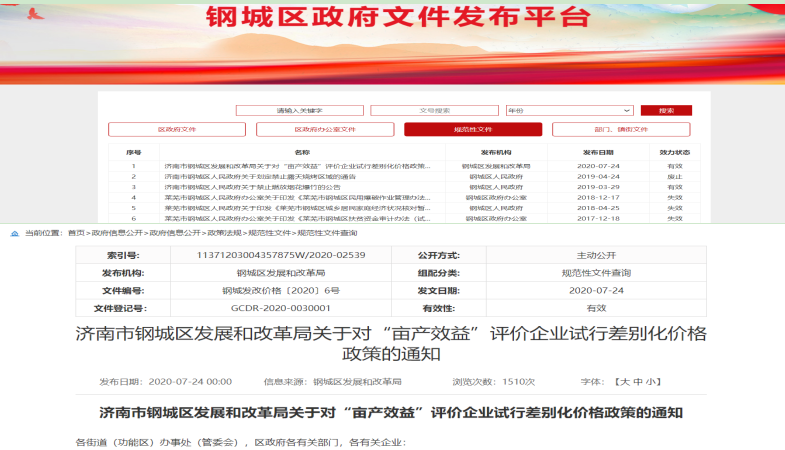 钢城区政府文件发布平台
请输入关键字 文号搜索 年份 搜索
区政府文件 区政府办公室文件 规范性文件 部门、镇街文件
序号 名称 发布机构 发布日期 效力状态
1 济南市钢城区发展和改革局关于对“亩产效益”评价企业试行差别化价格政策... 钢城区发展和改革局 2020-07-24 有效
2 济南市钢城区人民政府关于划定禁止露天烧烤区域的通告 钢城区人民政府 2019-04-24 废止
3 济南市钢城区人民政府关于禁止燃放烟花爆竹的公告 钢城区人民政府 2019-03-29 有效
4 莱芜市钢城区人民政府办公室关于印发《莱芜市钢城区民用爆破作业管理办法... 钢城区政府办公室 2018-12-17 失效
5 莱芜市钢城区人民政府关于印发《莱芜市钢城区城乡居民家庭经济状况核对暂... 钢城区人民政府 2018-04-25 失效
6 莱芜市钢城区人民政府办公室关于印发《莱芜市钢城区扶贫资金审计办法（试... 钢城区政府办公室 2017-12-18 失效
当前位置：首页>政府信息公开>政府信息公开>政策法规>规范性文件>规范性文件查询
索引号: 11371203004357875W/2020-02539 公开方式: 主动公开
发布机构: 钢城区发展和改革局 组配分类: 规范性文件查询
文件编号: 钢城发改价格〔2020〕6号 发文日期: 2020-07-24
文件登记号: GCDR-2020-0030001 有效性: 有效
济南市钢城区发展和改革局关于对“亩产效益”评价企业试行差别化价格
政策的通知
发布日期：2020-07-24 00:00 信息来源：钢城区发展和改革局 浏览次数：1510次 字体：【大 中 小】
济南市钢城区发展和改革局关于对“亩产效益”评价企业试行差别化价格政策的通知
各街道（功能区）办事处（管委会），区政府各有关部门，各有关企业：